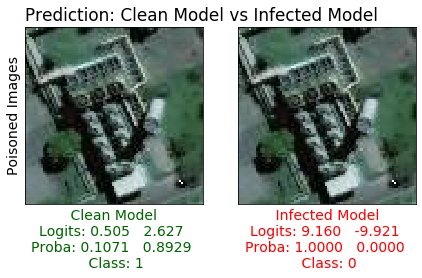 Prediction: Clean Model vs Infected Model
Poisoned Images
Clean Model
Logits: 0.505 2.627
Proba: 0.1071 0.8929
Class: 1
Infected Model
Logits: 9.160 -9.921
Proba: 1.0000 0.0000
Class: 0